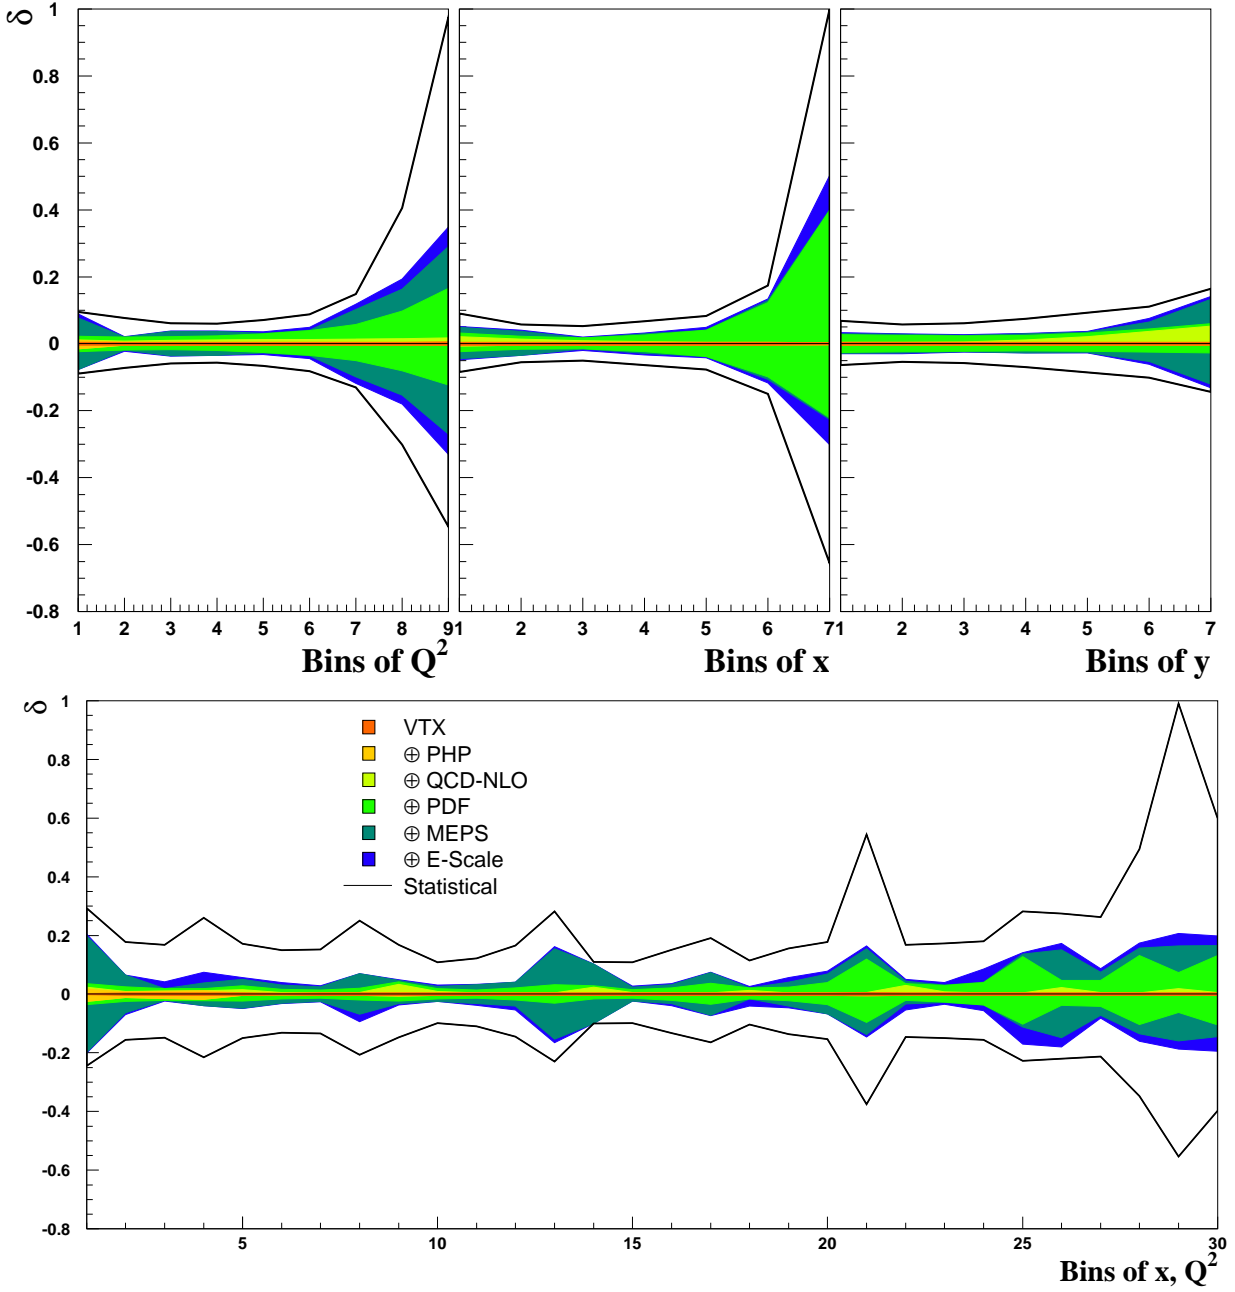 δ
1
0.8
0.6
0.4
0.2
0
-0.2
-0.4
-0.6
-0.8
1 2 3 4 5 6 7 8 9 1 2 3 4 5 6 7 1 2 3 4 5 6 7
Bins of Q² Bins of x Bins of y
δ
1
0.8
0.6
0.4
0.2
0
-0.2
-0.4
-0.6
-0.8
VTX
⊕ PHP
⊕ QCD-NLO
⊕ PDF
⊕ MEPS
⊕ E-Scale
Statistical
5 10 15 20 25 30
Bins of x, Q²